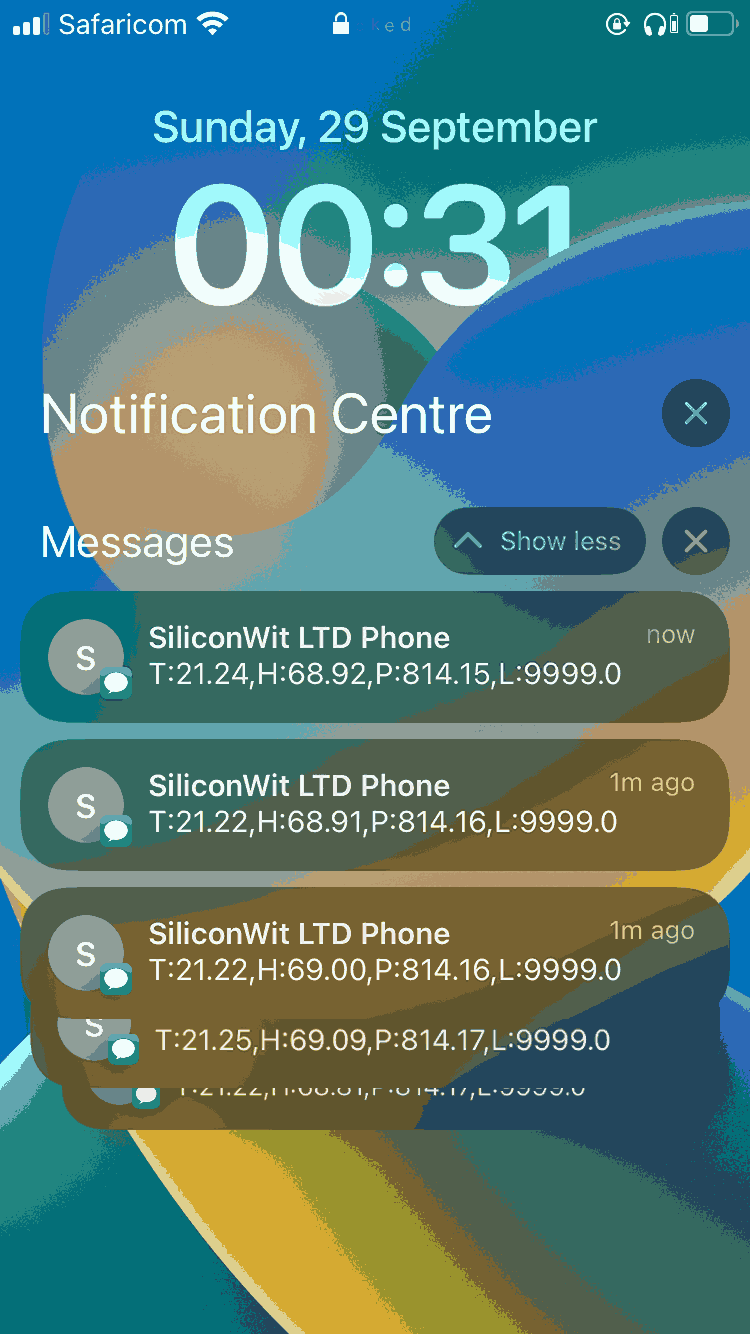 Safaricom
Sunday, 29 September
00:31
Notification Centre
Messages
Show less
S
SiliconWit LTD Phone
now
T:21.24,H:68.92,P:814.15,L:9999.0
S
SiliconWit LTD Phone
1m ago
T:21.22,H:68.91,P:814.16,L:9999.0
S
SiliconWit LTD Phone
1m ago
T:21.22,H:69.00,P:814.16,L:9999.0
S
T:21.25,H:69.09,P:814.17,L:9999.0